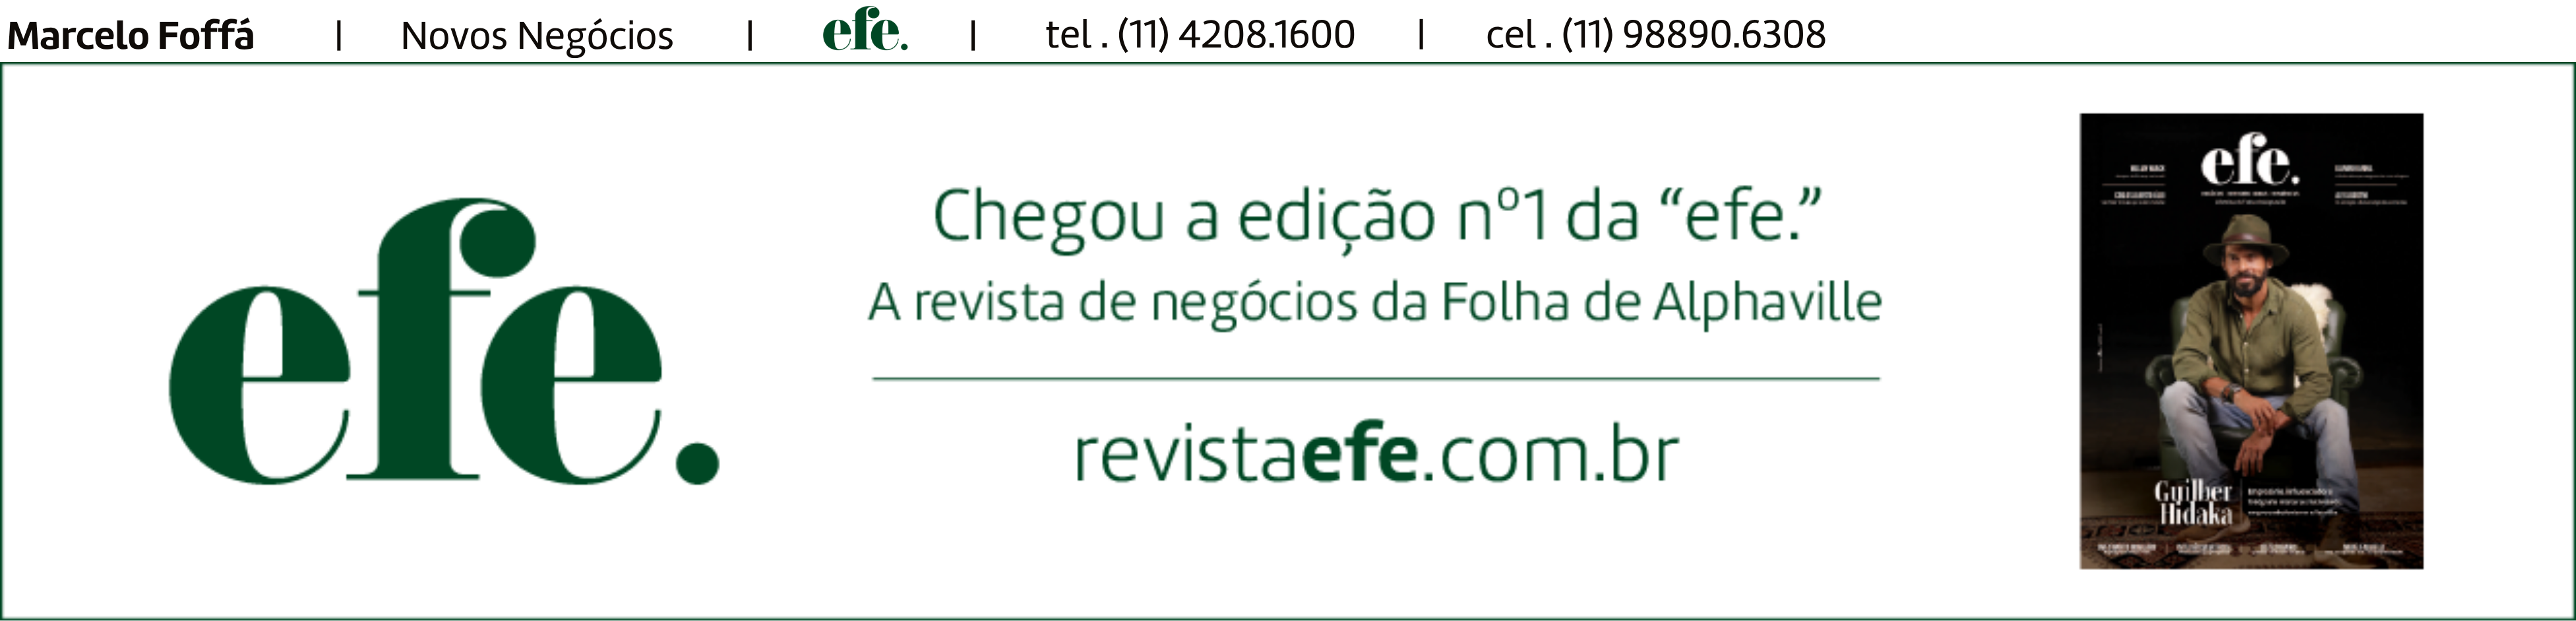 Marcelo Foffá | Novos Negócios | efe. | tel . (11) 4208.1600 | cel . (11) 98890.6308
efe.
Chegou a edição nº1 da “efe.”
A revista de negócios da Folha de Alphaville
revistaefe.com.br
efe.
Guilher
Hidaka